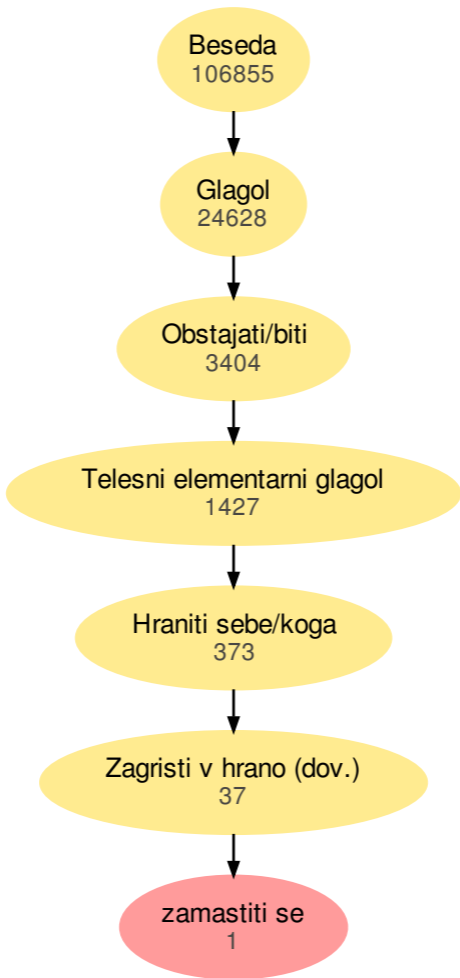 Beseda
106855
Glagol
24628
Obstajati/biti
3404
Telesni elementarni glagol
1427
Hraniti sebe/koga
373
Zagristi v hrano (dov.)
37
zamastiti se
1